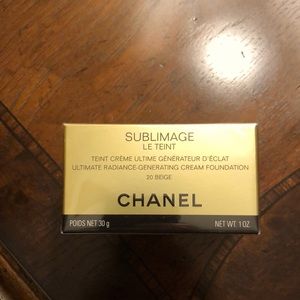 SUBLIMAGE
LE TEINT
TEINT CRÈME ULTIME GÉNÉRATEUR D'ÉCLAT
ULTIMATE RADIANCE-GENERATING CREAM FOUNDATION
20 BEIGE
CHANEL
POIDS NET 30 g NET WT. 1 OZ.